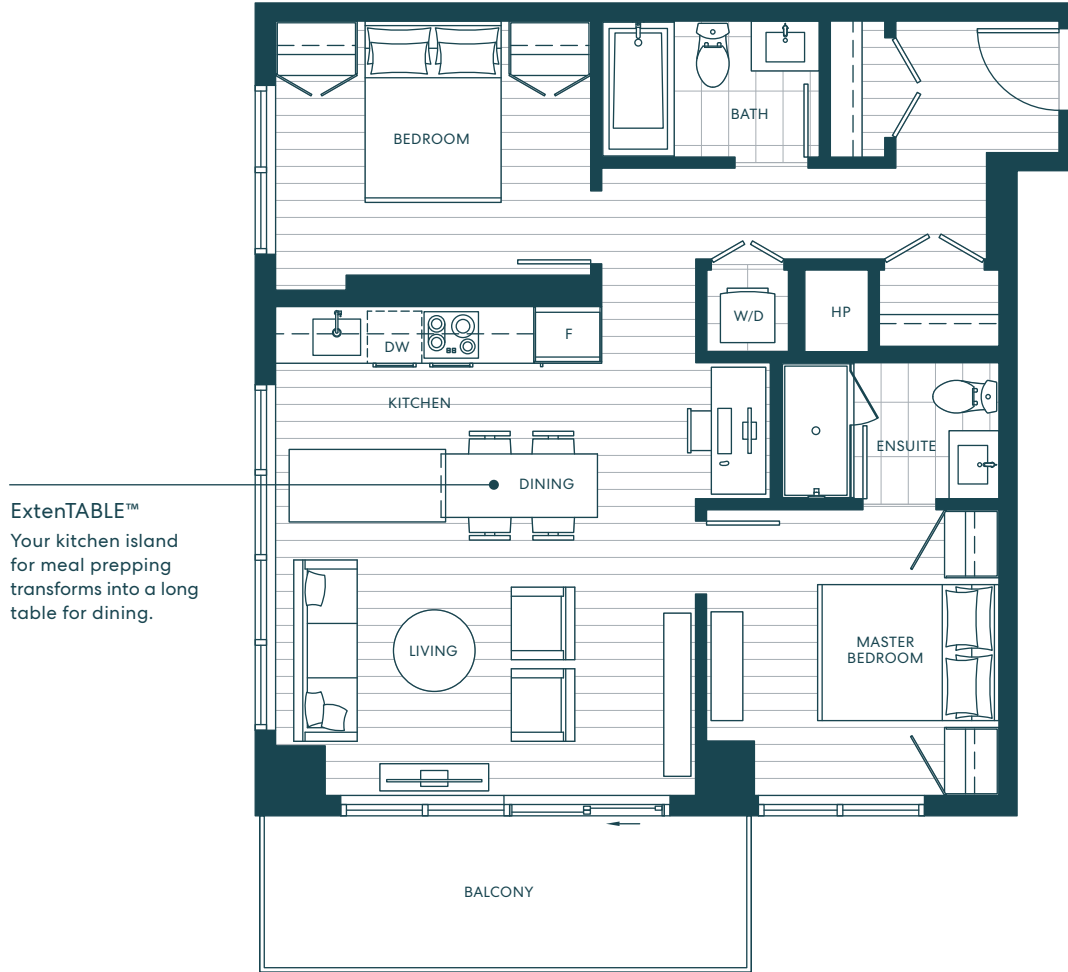 BEDROOM
BATH
W/D
HP
DW
F
KITCHEN
ENSUITE
DINING
ExtenTABLE™
Your kitchen island
for meal prepping
transforms into a long
table for dining.
LIVING
MASTER
BEDROOM
BALCONY